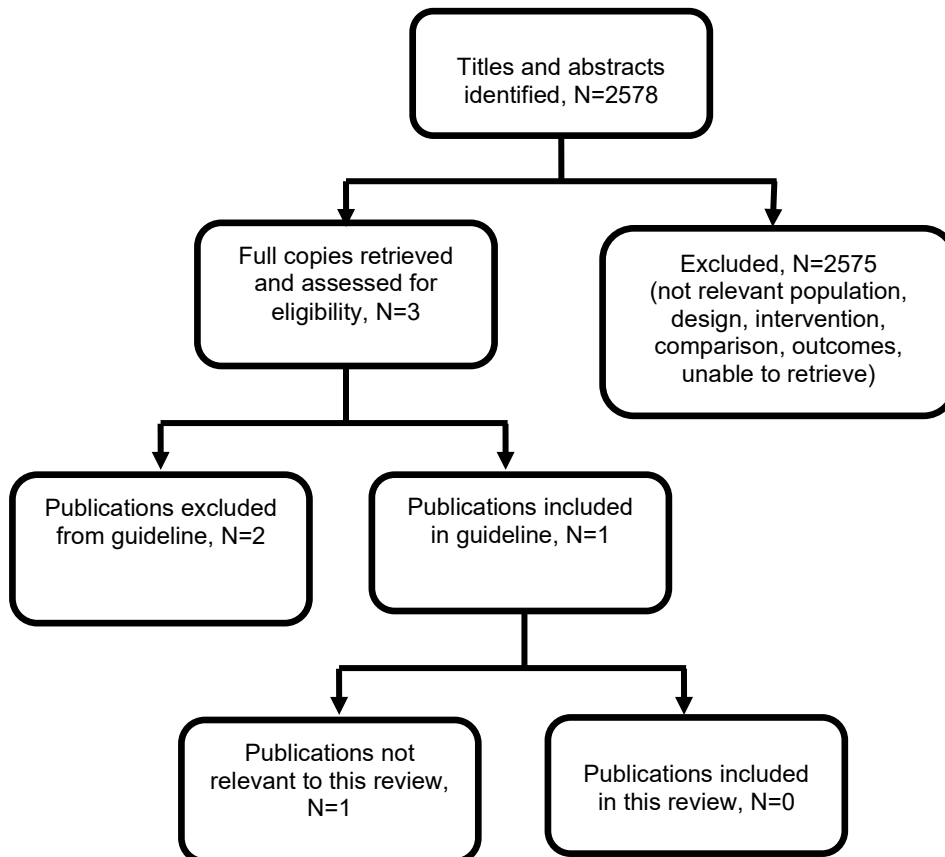 Titles and abstracts
identified, N=2578
Full copies retrieved
and assessed for
eligibility, N=3
Excluded, N=2575
(not relevant population,
design, intervention,
comparison, outcomes,
unable to retrieve)
Publications excluded
from guideline, N=2
Publications included
in guideline, N=1
Publications not
relevant to this review,
N=1
Publications included
in this review, N=0